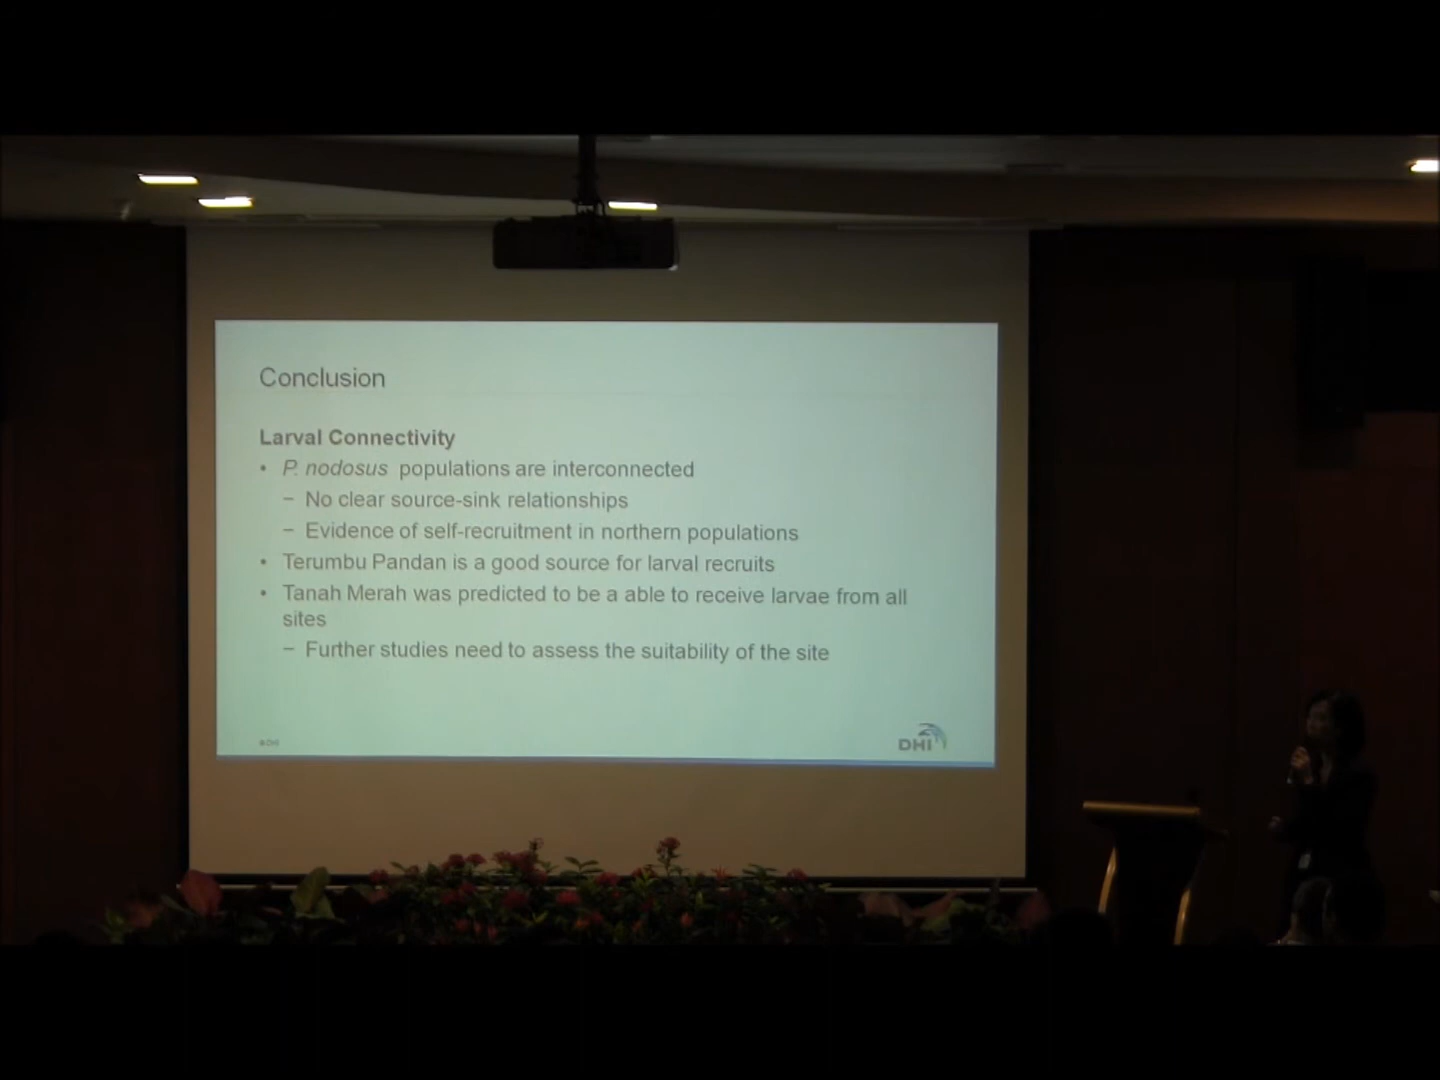 Conclusion
Larval Connectivity
• P. nodosus populations are interconnected
− No clear source-sink relationships
− Evidence of self-recruitment in northern populations
• Terumbu Pandan is a good source for larval recruits
• Tanah Merah was predicted to be a able to receive larvae from all
sites
− Further studies need to assess the suitability of the site
© DHI
DHI